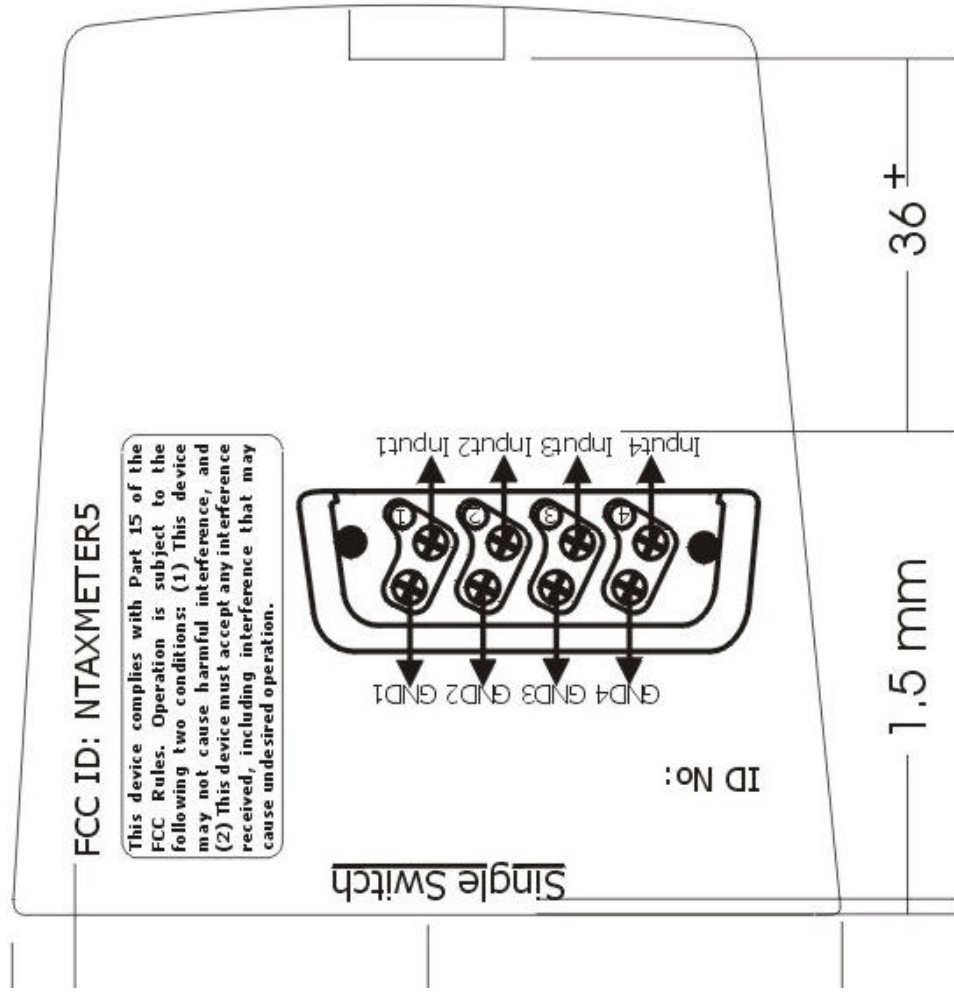 FCC ID: NTAXMETER5
This device complies with Part 15 of the
FCC Rules. Operation is subject to the
following two conditions: (1) This device
may not cause harmful interference, and
(2) This device must accept any interference
received, including interference that may
cause undesired operation.
Single Switch
ID No:
GND4 GND3 GND2 GND1
4 3 2 1
Input4 Input3 Input2 Input1
36 +
1.5 mm